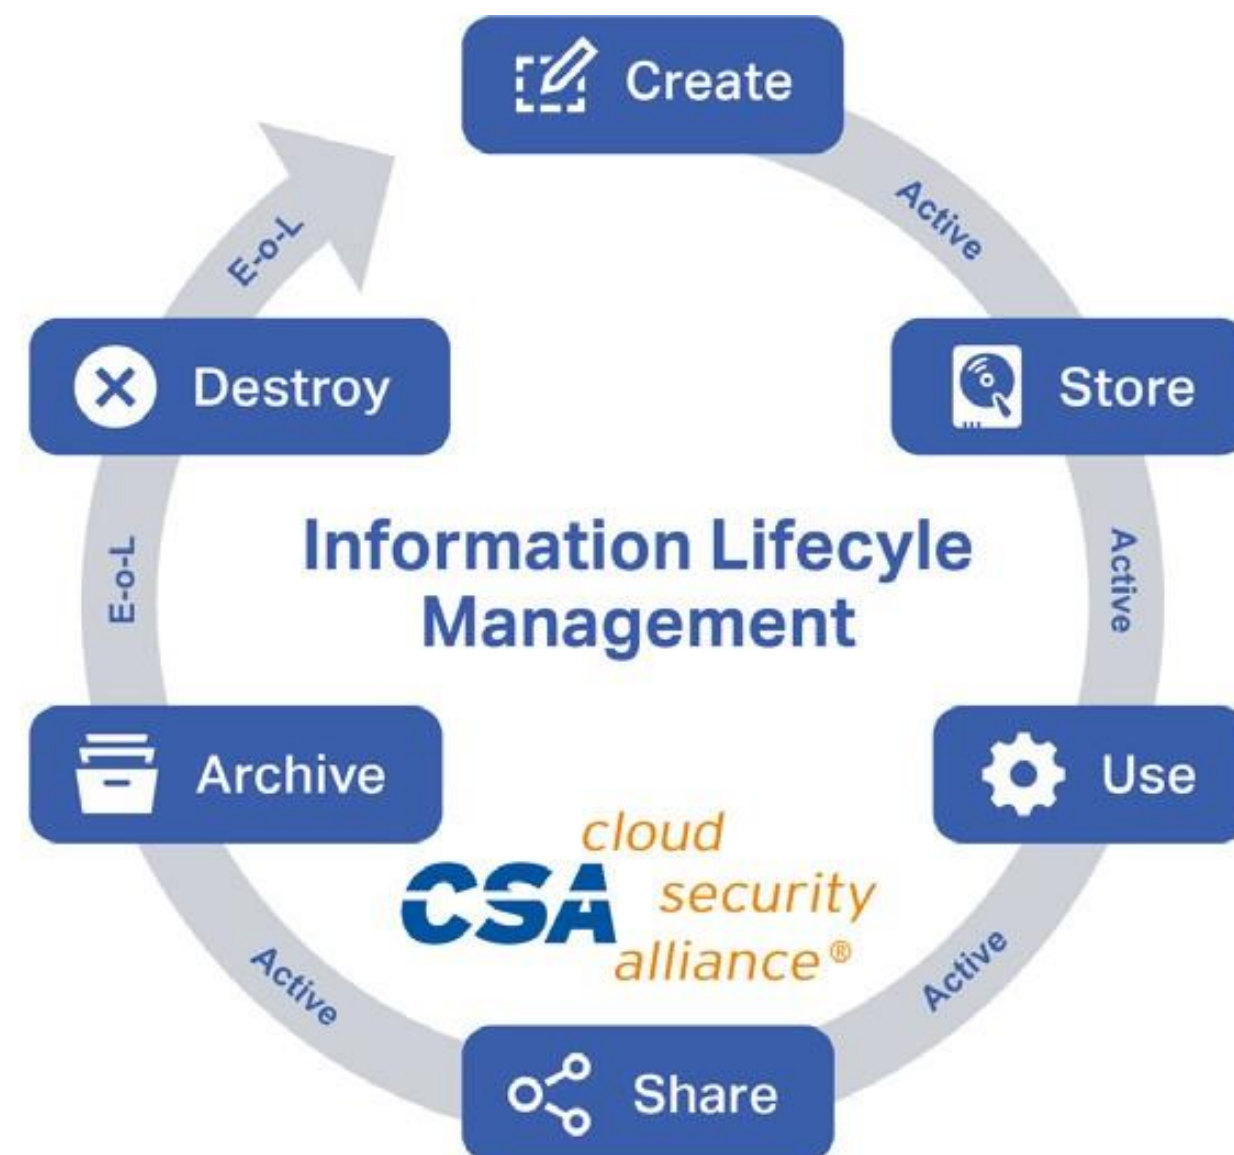 Create
Active
Store
Active
Use
Active
Share
Active
Archive
E-o-L
Destroy
E-o-L
Information Lifecyle
Management
cloud
CSA security
alliance®